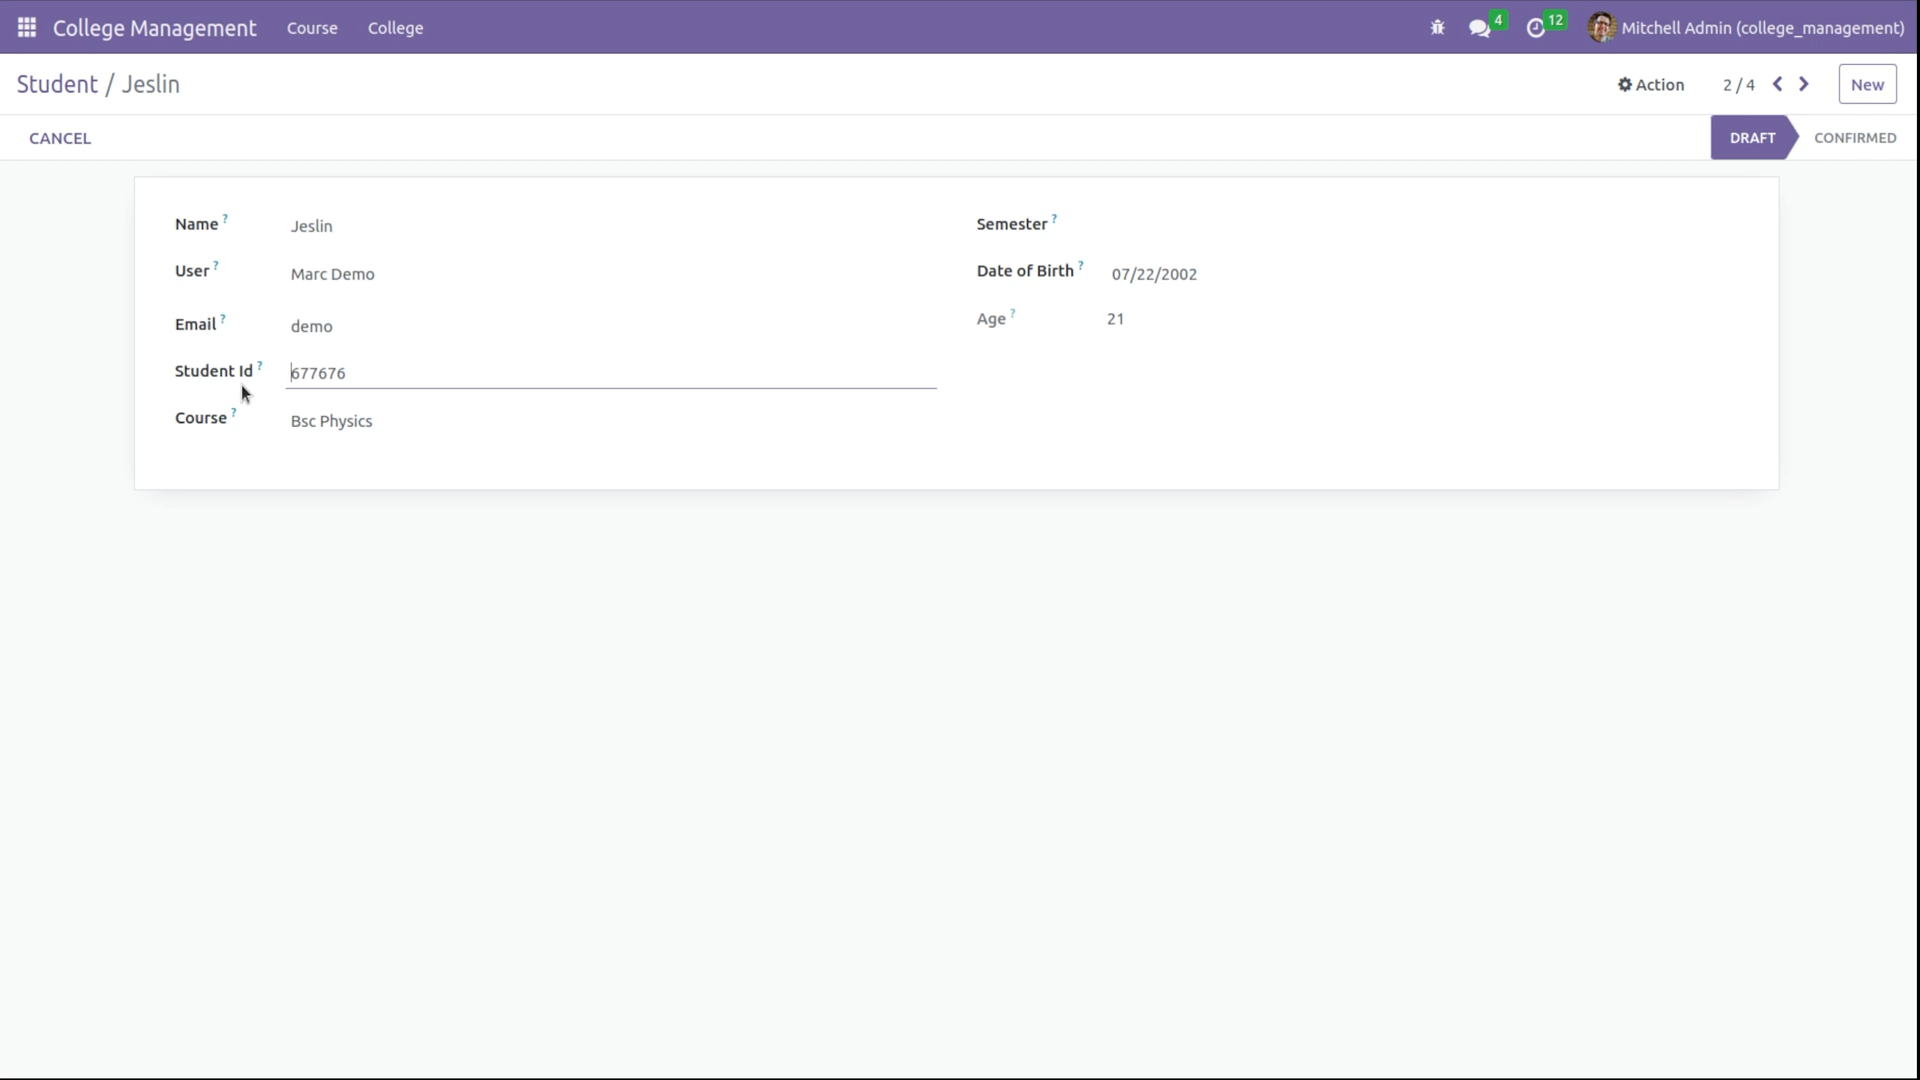 College Management Course College 4 12 Mitchell Admin (college_management)
Student / Jeslin Action 2 / 4 New
CANCEL DRAFT CONFIRMED
Name ? Jeslin Semester ?
User ? Marc Demo Date of Birth ? 07/22/2002
Email ? demo Age ? 21
Student Id ? 677676
Course ? Bsc Physics